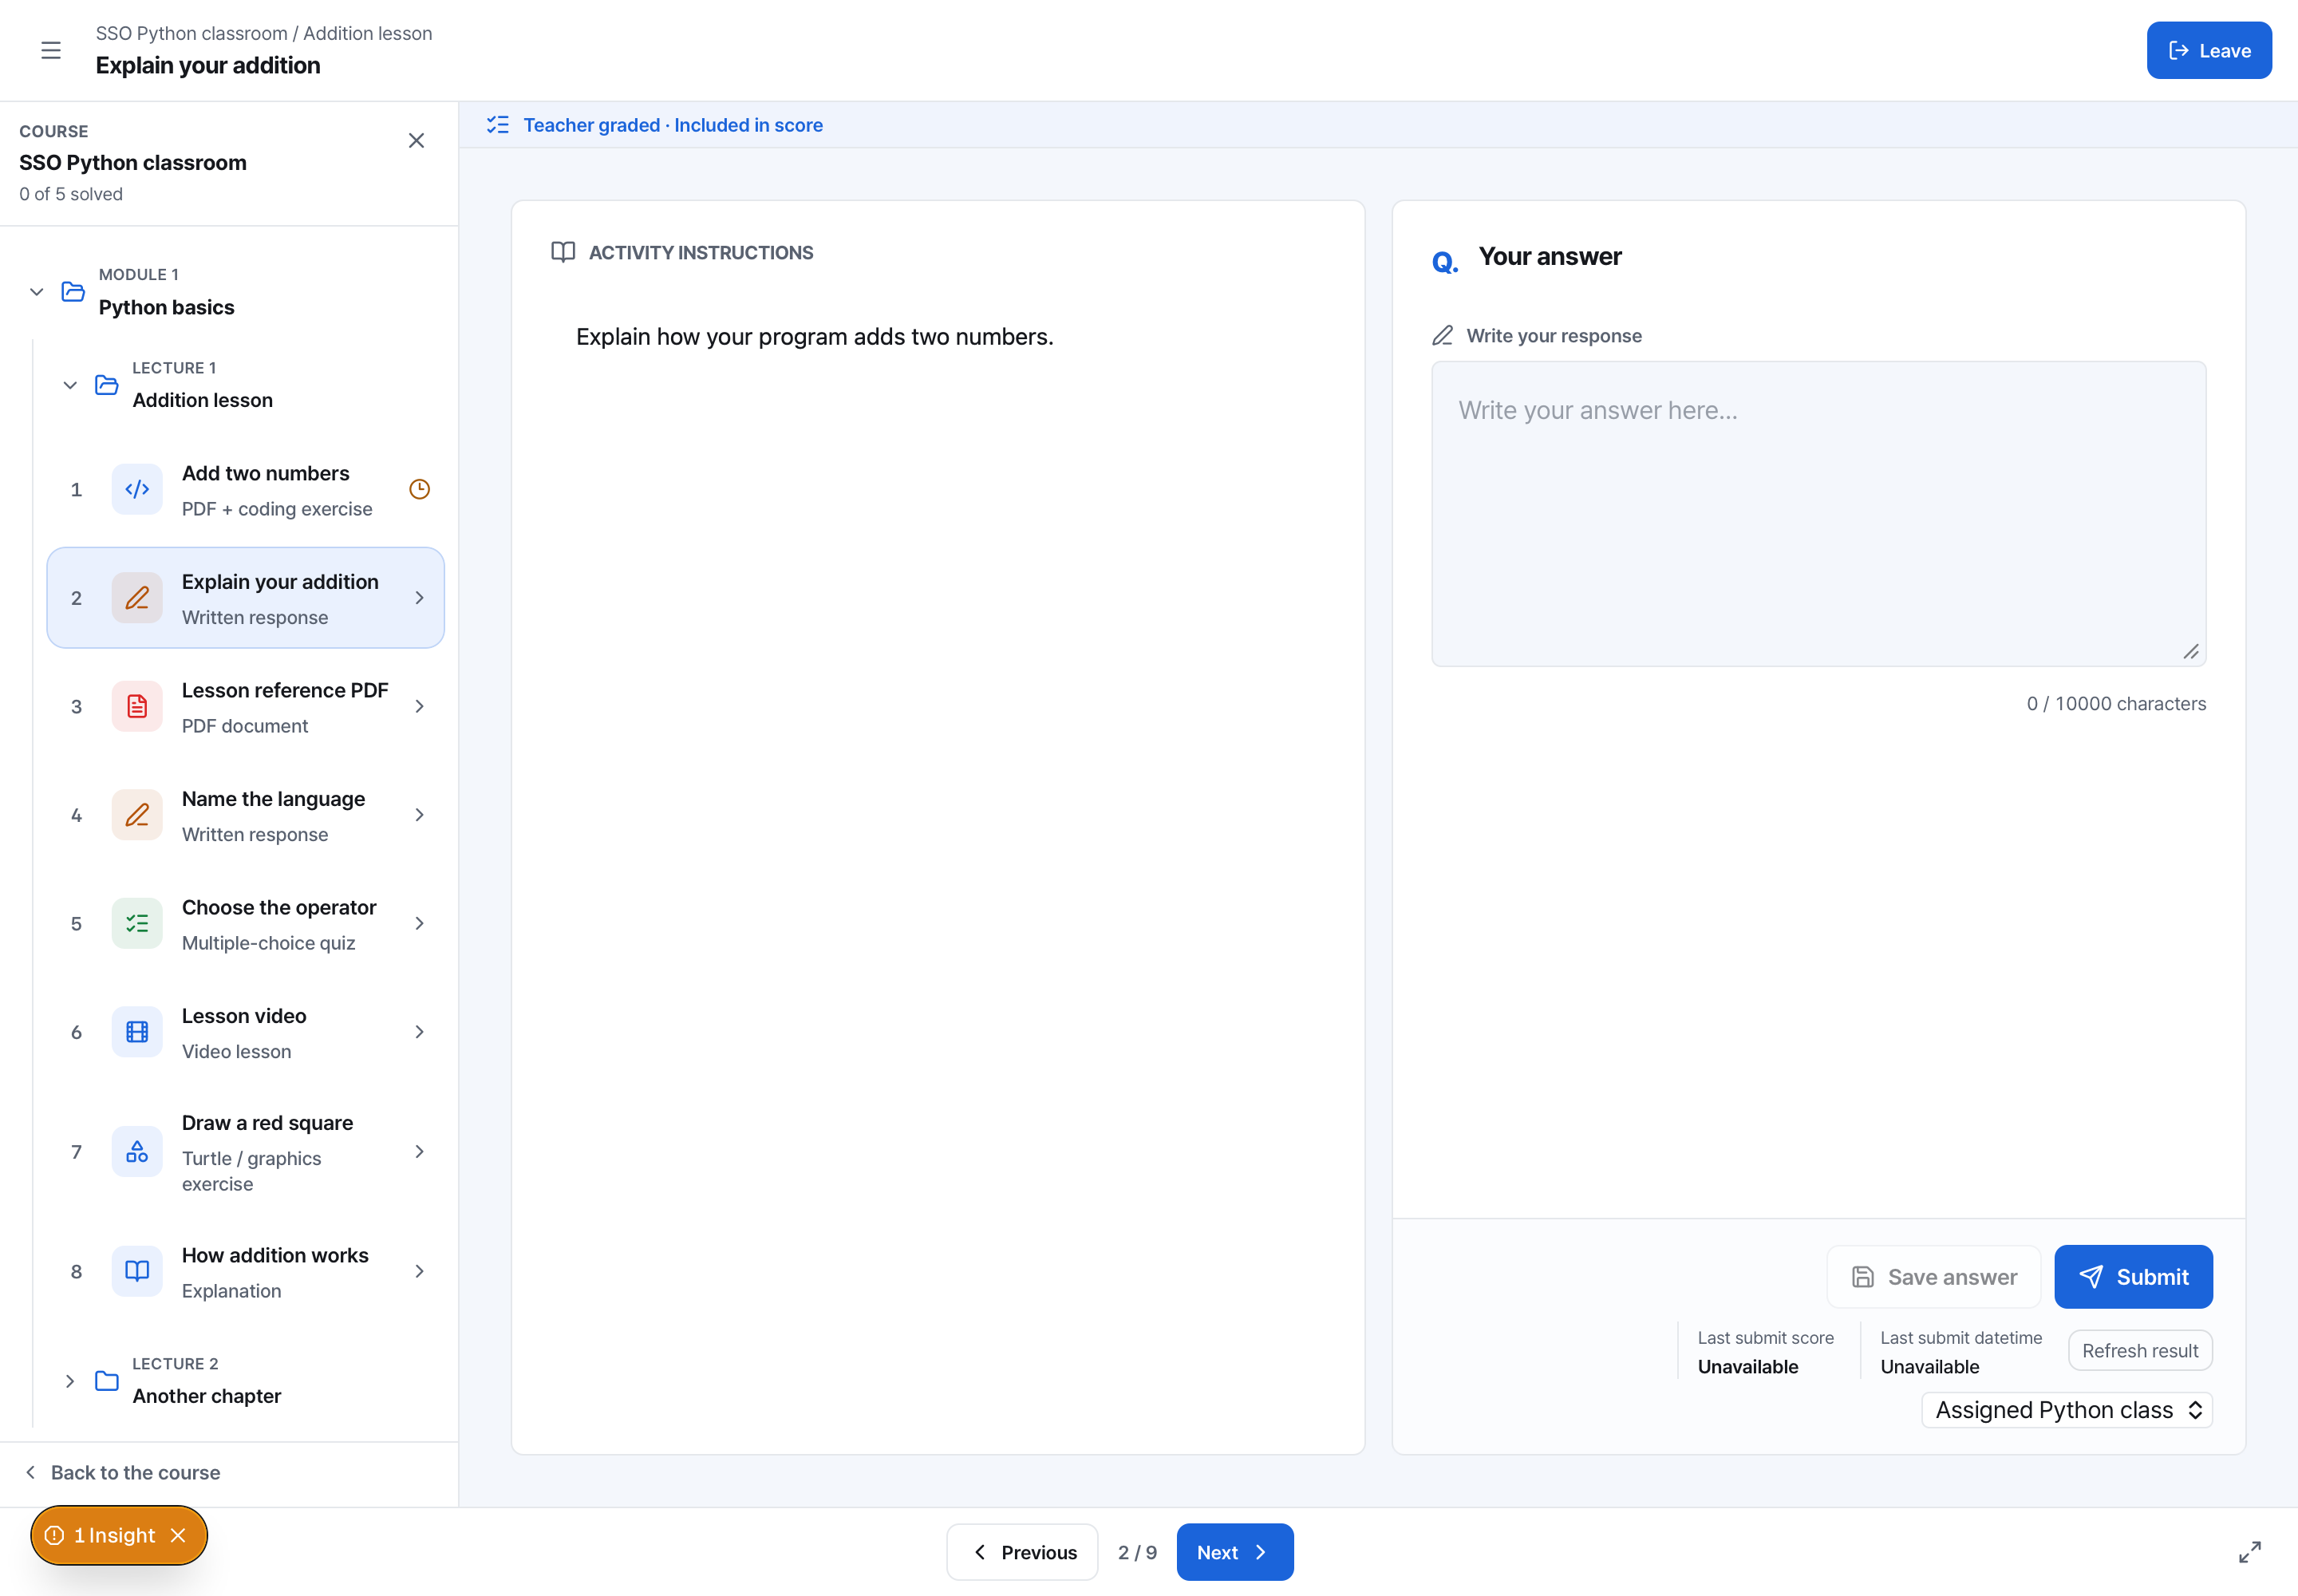 SSO Python classroom / Addition lesson
Explain your addition
Leave
COURSE
SSO Python classroom
0 of 5 solved
MODULE 1
Python basics
LECTURE 1
Addition lesson
1
Add two numbers
PDF + coding exercise
2
Explain your addition
Written response
3
Lesson reference PDF
PDF document
4
Name the language
Written response
5
Choose the operator
Multiple-choice quiz
6
Lesson video
Video lesson
7
Draw a red square
Turtle / graphics
exercise
8
How addition works
Explanation
LECTURE 2
Another chapter
Back to the course
1 Insight
Teacher graded · Included in score
ACTIVITY INSTRUCTIONS
Explain how your program adds two numbers.
Q. Your answer
Write your response
Write your answer here...
0 / 10000 characters
Save answer
Submit
Last submit score
Unavailable
Last submit datetime
Unavailable
Refresh result
Assigned Python class
Previous
2 / 9
Next